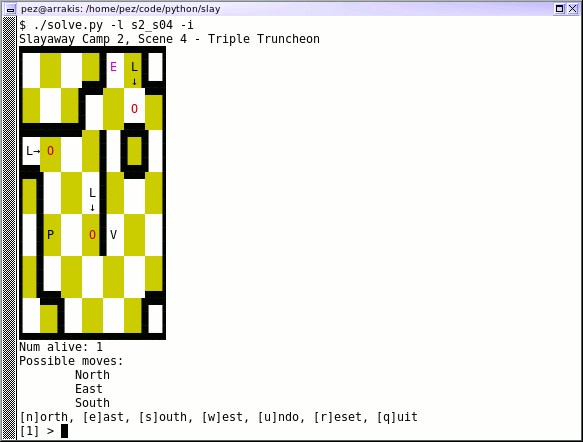 pez@arrakis: /home/pez/code/python/slay
$ ./solve.py -l s2_s04 -i
Slayaway Camp 2, Scene 4 - Triple Truncheon
E L
↓
O
L→ O
L
↓
P O V
Num alive: 1
Possible moves:
North
East
South
[n]orth, [e]ast, [s]outh, [w]est, [u]ndo, [r]eset, [q]uit
[1] >